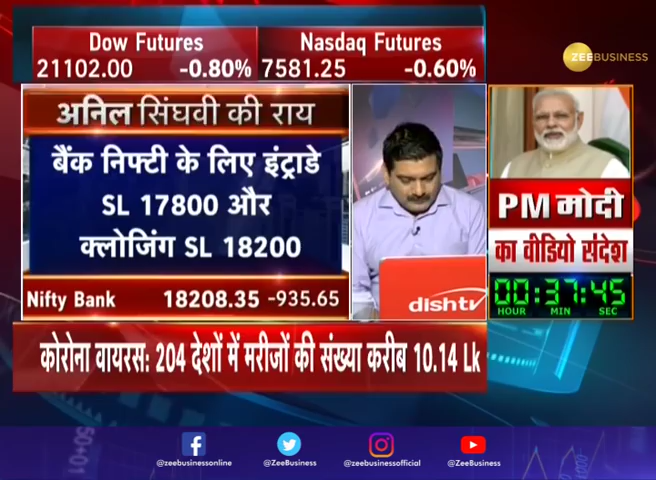 Dow Futures
Nasdaq Futures
21102.00 -0.80%
7581.25 -0.60%
ZEEBUSINESS
अनिल सिंघवी की राय
बैंक निफ्टी के लिए इंट्राडे
SL 17800 और
क्लोजिंग SL 18200
Nifty Bank 18208.35 -935.65
dishtv
PM मोदी
का वीडियो संदेश
00:37:45
HOUR MIN SEC
कोरोना वायरस: 204 देशों में मरीजों की संख्या करीब 10.14 Lk
@zeebusinessonline
@ZeeBusiness
@zeebusinessofficial
@ZeeBusiness